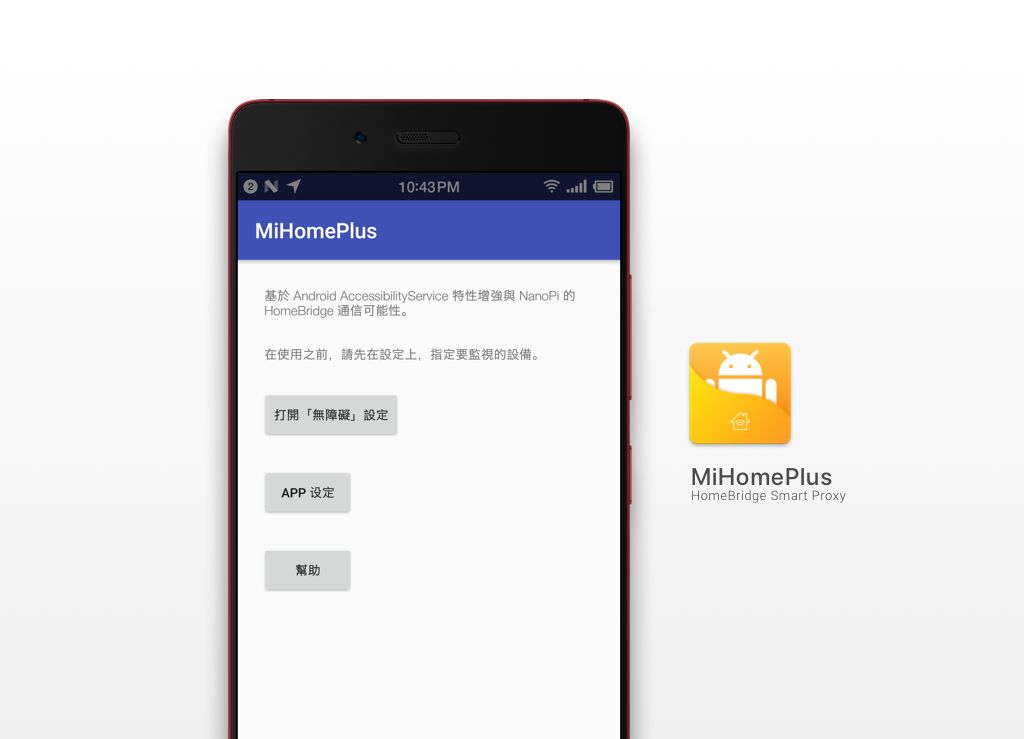 2
10:43PM
MiHomePlus
基於 Android AccessibilityService 特性增強與 NanoPi 的
HomeBridge 通信可能性。
在使用之前，請先在設定上，指定要監視的設備。
打開「無障礙」設定
APP 设定
幫助
MiHomePlus
HomeBridge Smart Proxy